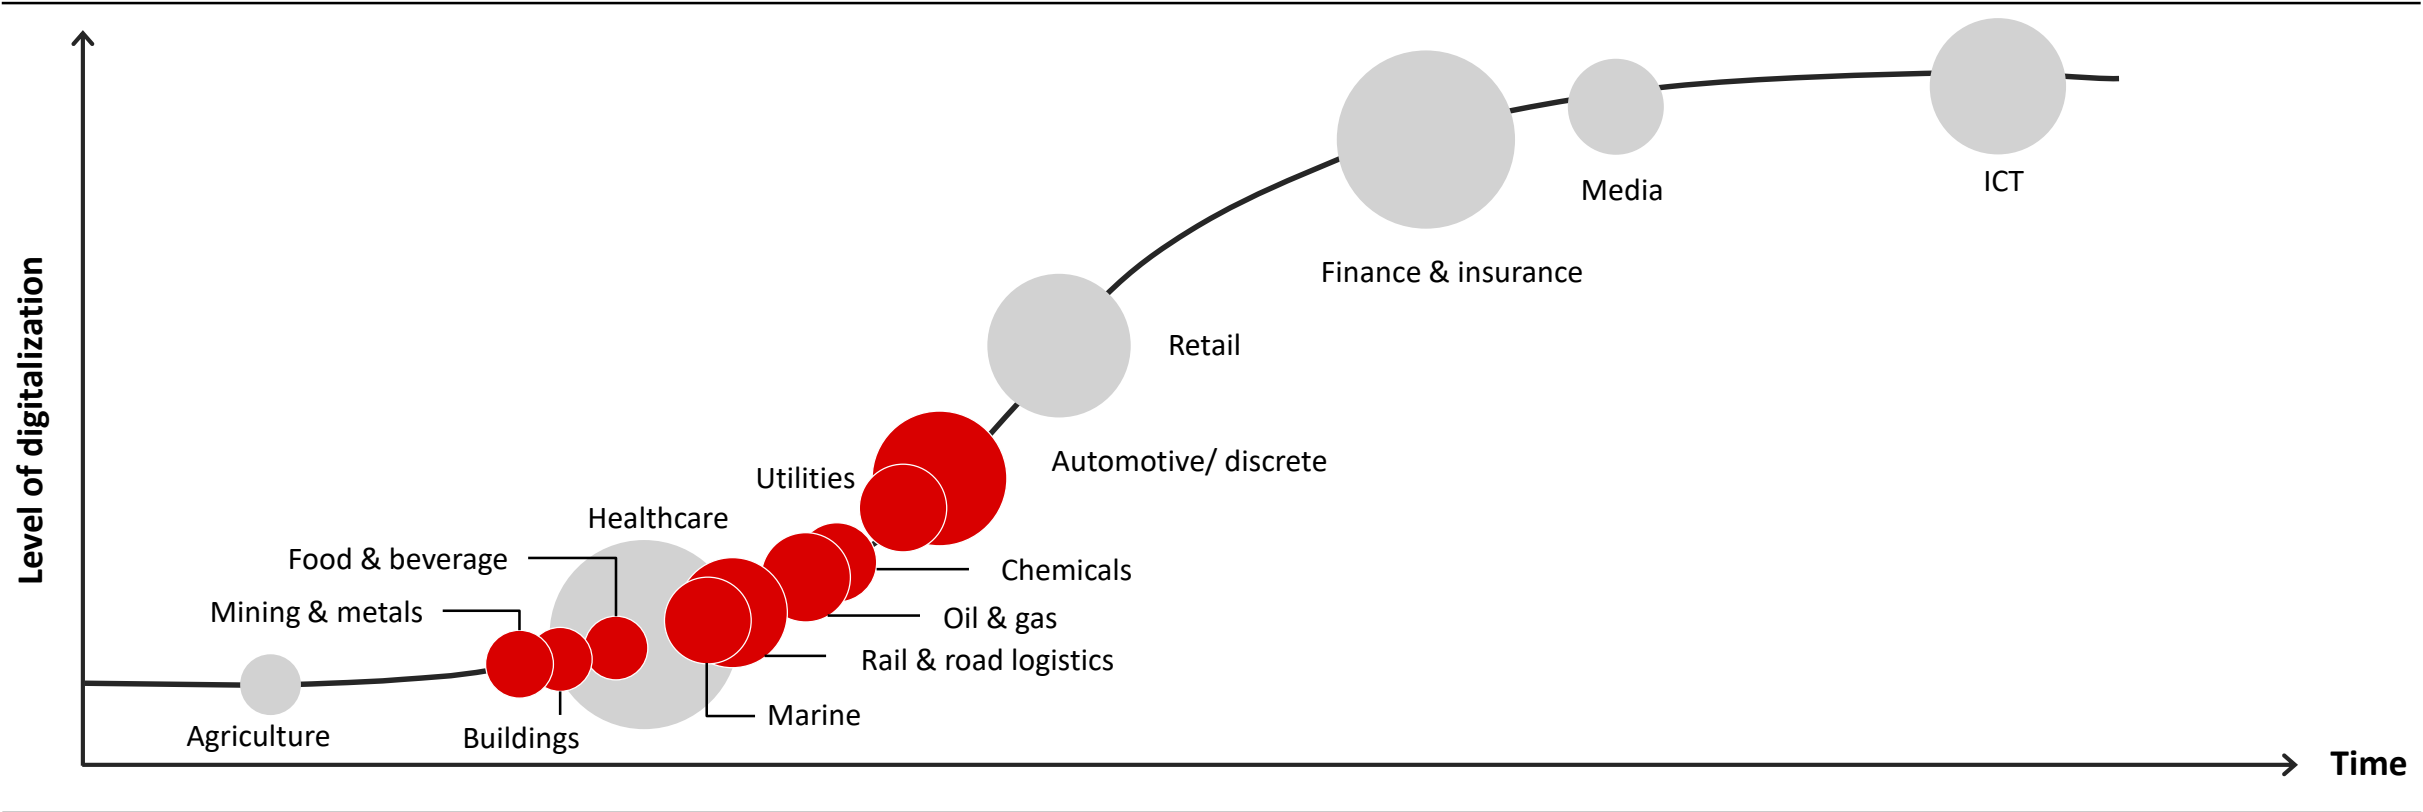 Level of digitalization
ICT
Media
Finance & insurance
Retail
Automotive/ discrete
Utilities
Healthcare
Food & beverage
Chemicals
Mining & metals
Oil & gas
Rail & road logistics
Marine
Agriculture
Buildings
Time